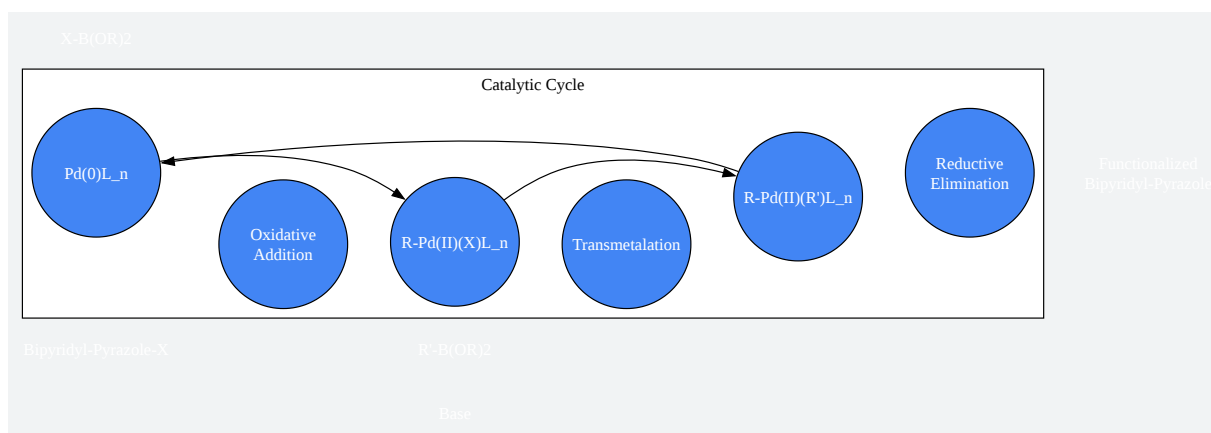 X-B(OR)2
Catalytic Cycle
Pd(0)L_n
Oxidative
Addition
R-Pd(II)(X)L_n
Transmetalation
R-Pd(II)(R')L_n
Reductive
Elimination
Functionalized
Bipyridyl-Pyrazole
Bipyridyl-Pyrazole-X
R'-B(OR)2
Base